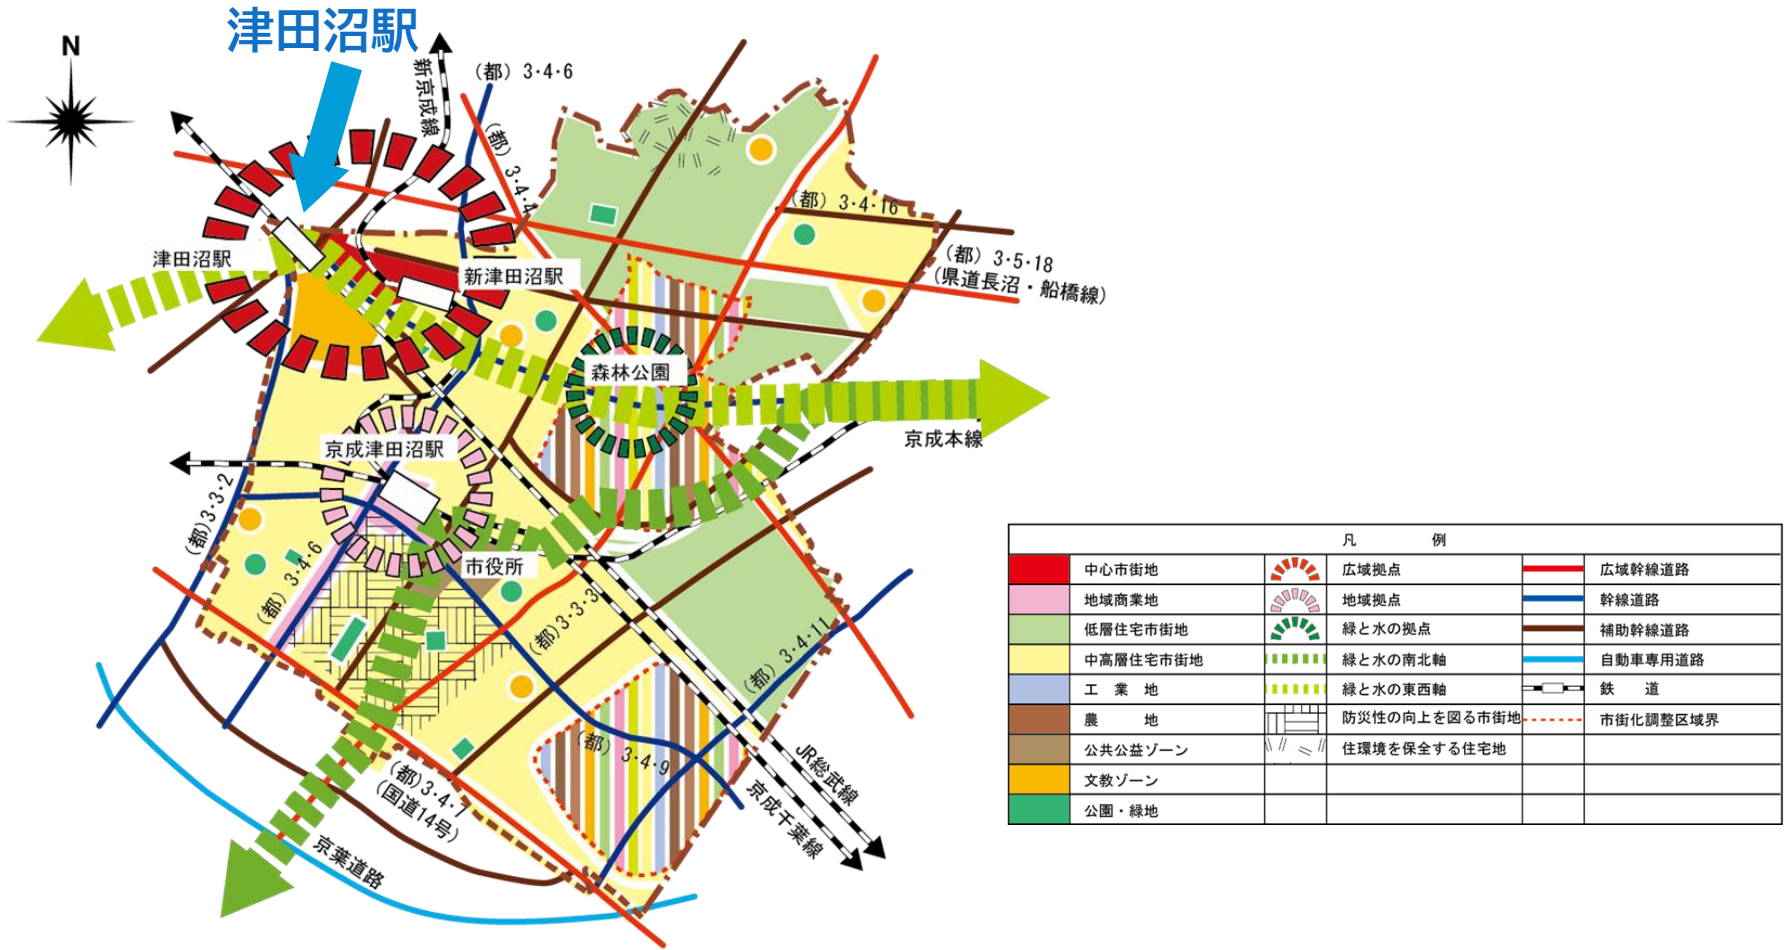 津田沼駅
N
新京成線
(都) 3・4・6
(都) 3・4・4
(都) 3・4・16
(都) 3・5・18
(県道長沼・船橋線)
津田沼駅
新津田沼駅
森林公園
京成本線
京成津田沼駅
(都)3・3・2
市役所
(都) 3・4・6
(都)3・3・3
(都) 3・4・11
(都) 3・4・9
(都)3・4・7
(国道14号)
JR総武線
京成千葉線
京葉道路
凡　例
中心市街地 広域拠点 広域幹線道路
地域商業地 地域拠点 幹線道路
低層住宅市街地 緑と水の拠点 補助幹線道路
中高層住宅市街地 緑と水の南北軸 自動車専用道路
工　業　地 緑と水の東西軸 鉄　道
農　地 防災性の向上を図る市街地 市街化調整区域界
公共公益ゾーン 住環境を保全する住宅地
文教ゾーン
公園・緑地